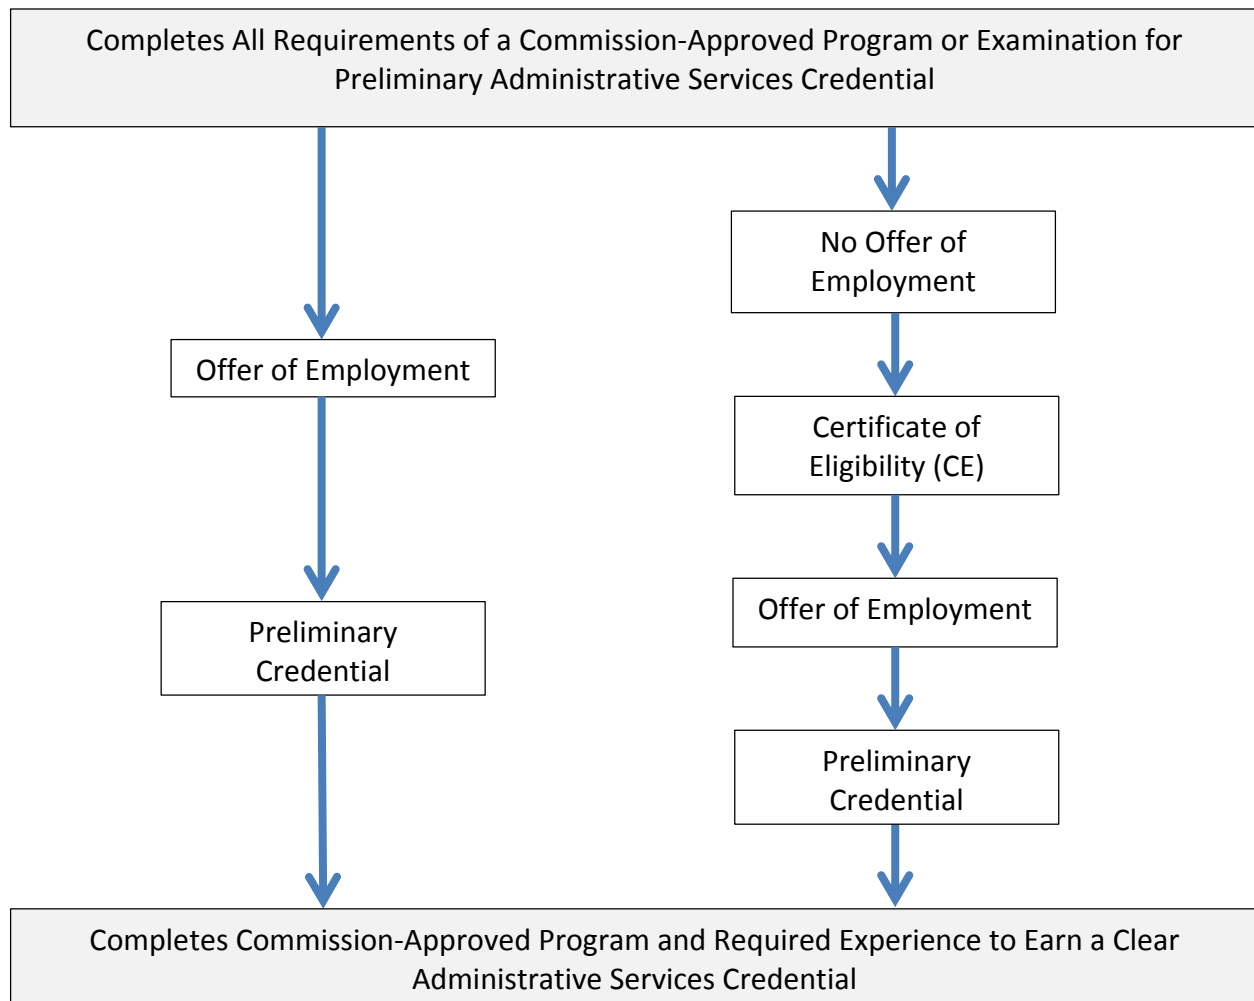 Completes All Requirements of a Commission-Approved Program or Examination for
Preliminary Administrative Services Credential
Offer of Employment
Preliminary
Credential
No Offer of
Employment
Certificate of
Eligibility (CE)
Offer of Employment
Preliminary
Credential
Completes Commission-Approved Program and Required Experience to Earn a Clear
Administrative Services Credential